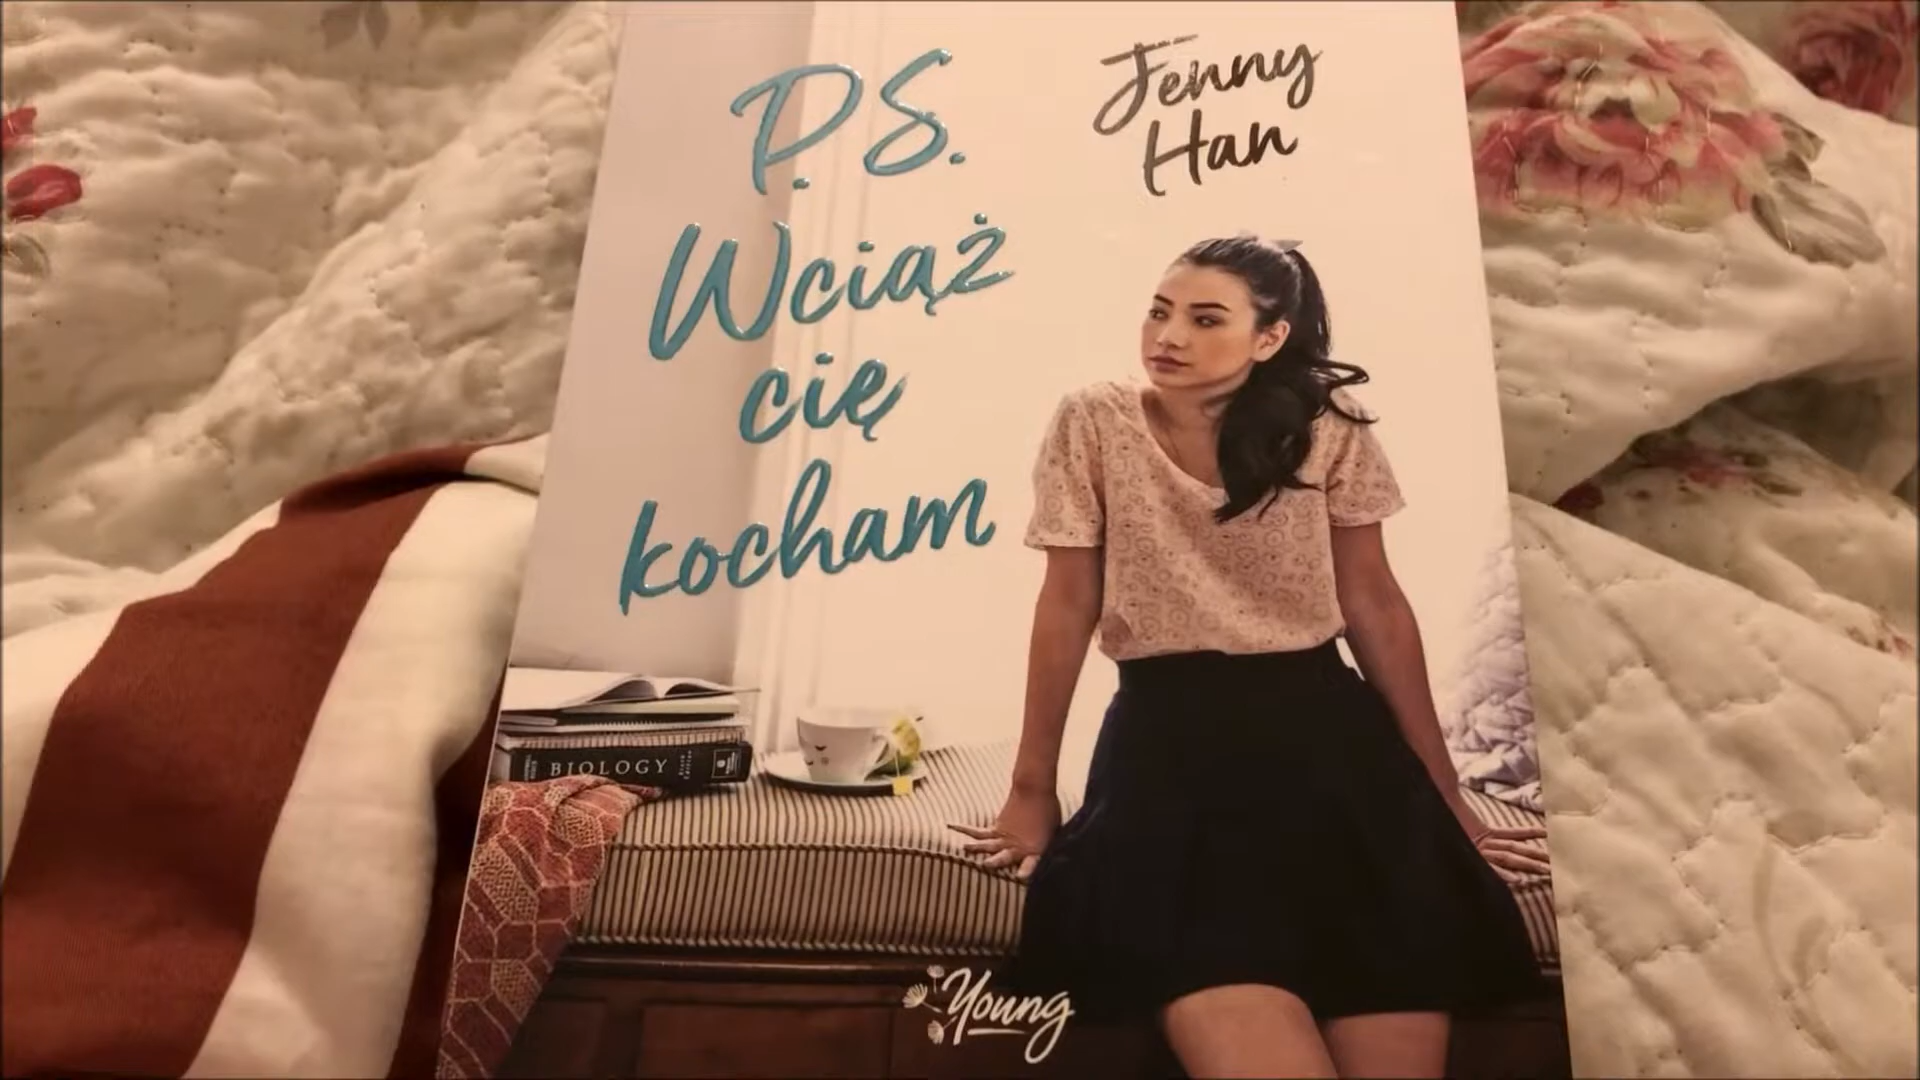 P.S.
Wciąż
cię
kocham
Jenny
Han
BIOLOGY
Young